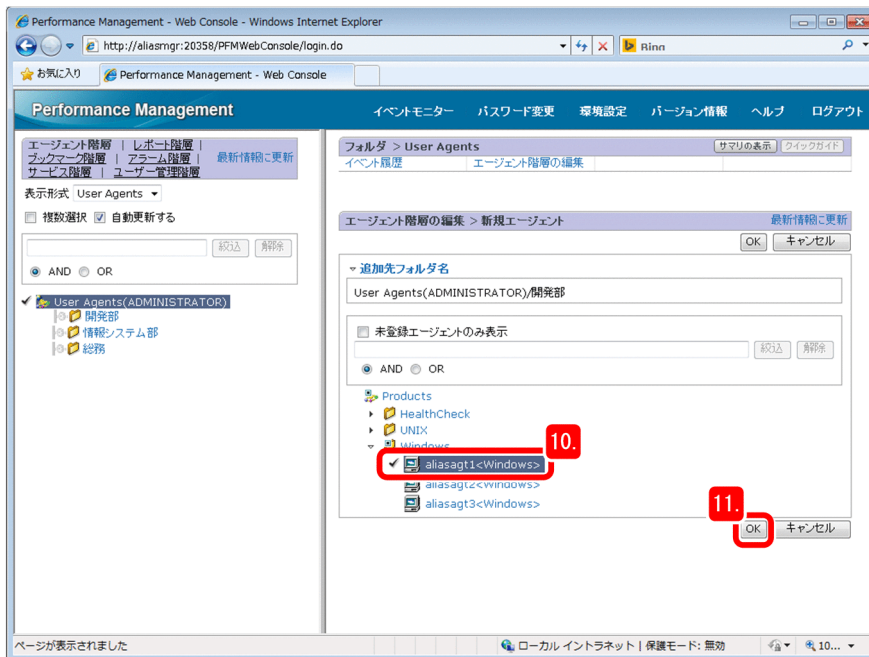 Performance Management - Web Console - Windows Internet Explorer
http://aliasmgr:20358/PFMWebConsole/login.do
Bing
お気に入り
Performance Management - Web Console
Performance Management
イベントモニター パスワード変更 環境設定 バージョン情報 ヘルプ ログアウト
エージェント階層 | レポート階層 |
ブックマーク階層 | アラーム階層 | 最新情報に更新
サービス階層 | ユーザー管理階層
表示形式 User Agents
複数選択 自動更新する
絞込 解除
AND OR
User Agents(ADMINISTRATOR)
開発部
情報システム部
総務
フォルダ > User Agents サマリの表示 クイックガイド
イベント履歴 エージェント階層の編集
エージェント階層の編集 > 新規エージェント 最新情報に更新
OK キャンセル
追加先フォルダ名
User Agents(ADMINISTRATOR)/開発部
未登録エージェントのみ表示
絞込 解除
AND OR
Products
HealthCheck
UNIX
Windows
10.
aliasagt1<Windows>
aliasagt2<Windows>
aliasagt3<Windows>
11.
OK キャンセル
ページが表示されました ローカル イントラネット | 保護モード: 無効 10...